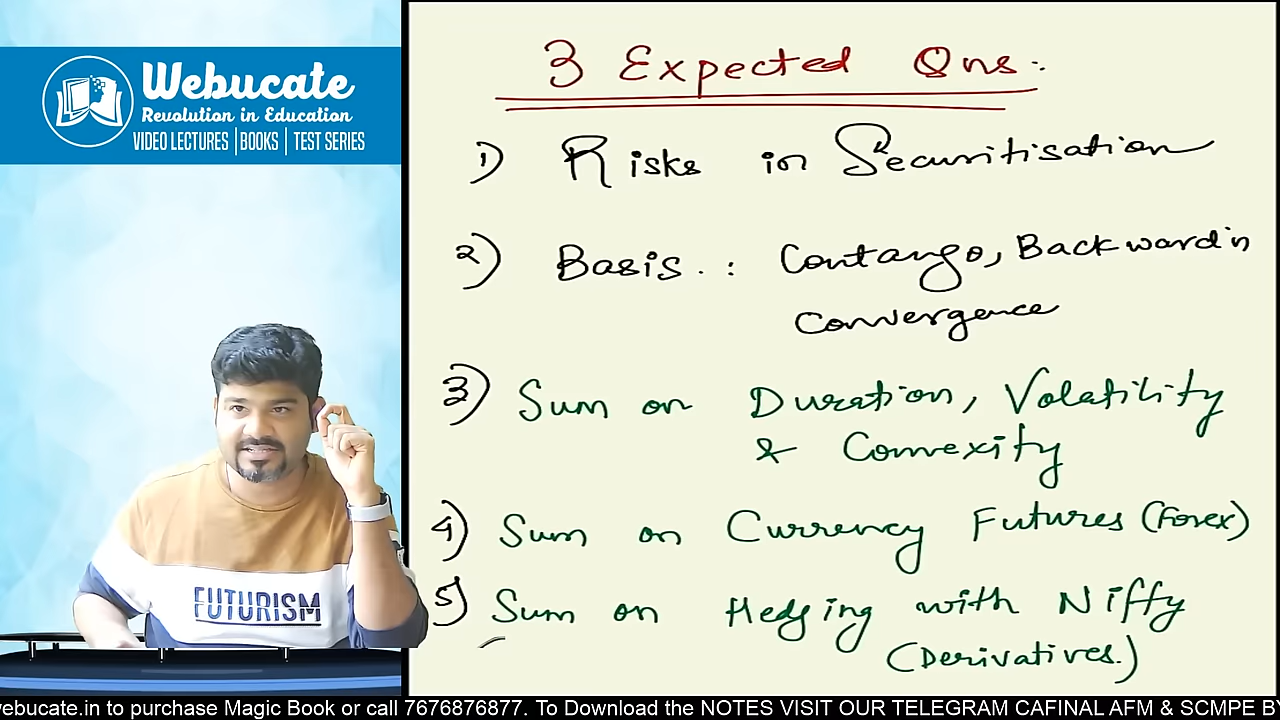 Webucate
Revolution in Education
VIDEO LECTURES | BOOKS | TEST SERIES
3 Expected Qns:
1) Risks in Securitisation
2) Basis : Contango, Backward'n
Convergence
3) Sum on Duration, Volatility
& Convexity
4) Sum on Currency Futures (Forex)
5) Sum on Hedging with Nifty
(Derivatives.)
FUTURISM
webucate.in to purchase Magic Book or call 7676876877. To Download the NOTES VISIT OUR TELEGRAM CAFINAL AFM & SCMPE BY